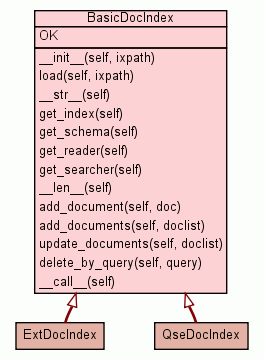 BasicDocIndex
OK
__init__(self, ixpath)
load(self, ixpath)
__str__(self)
get_index(self)
get_schema(self)
get_reader(self)
get_searcher(self)
__len__(self)
add_document(self, doc)
add_documents(self, doclist)
update_documents(self, doclist)
delete_by_query(self, query)
__call__(self)
ExtDocIndex QseDocIndex